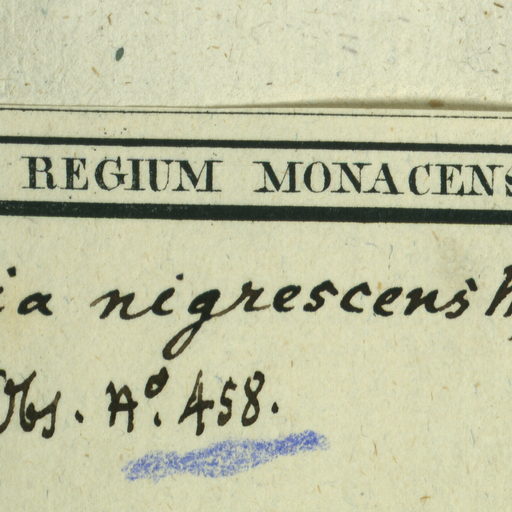 REGIUM MONACENS
ia nigrescens
Obs. No. 458.